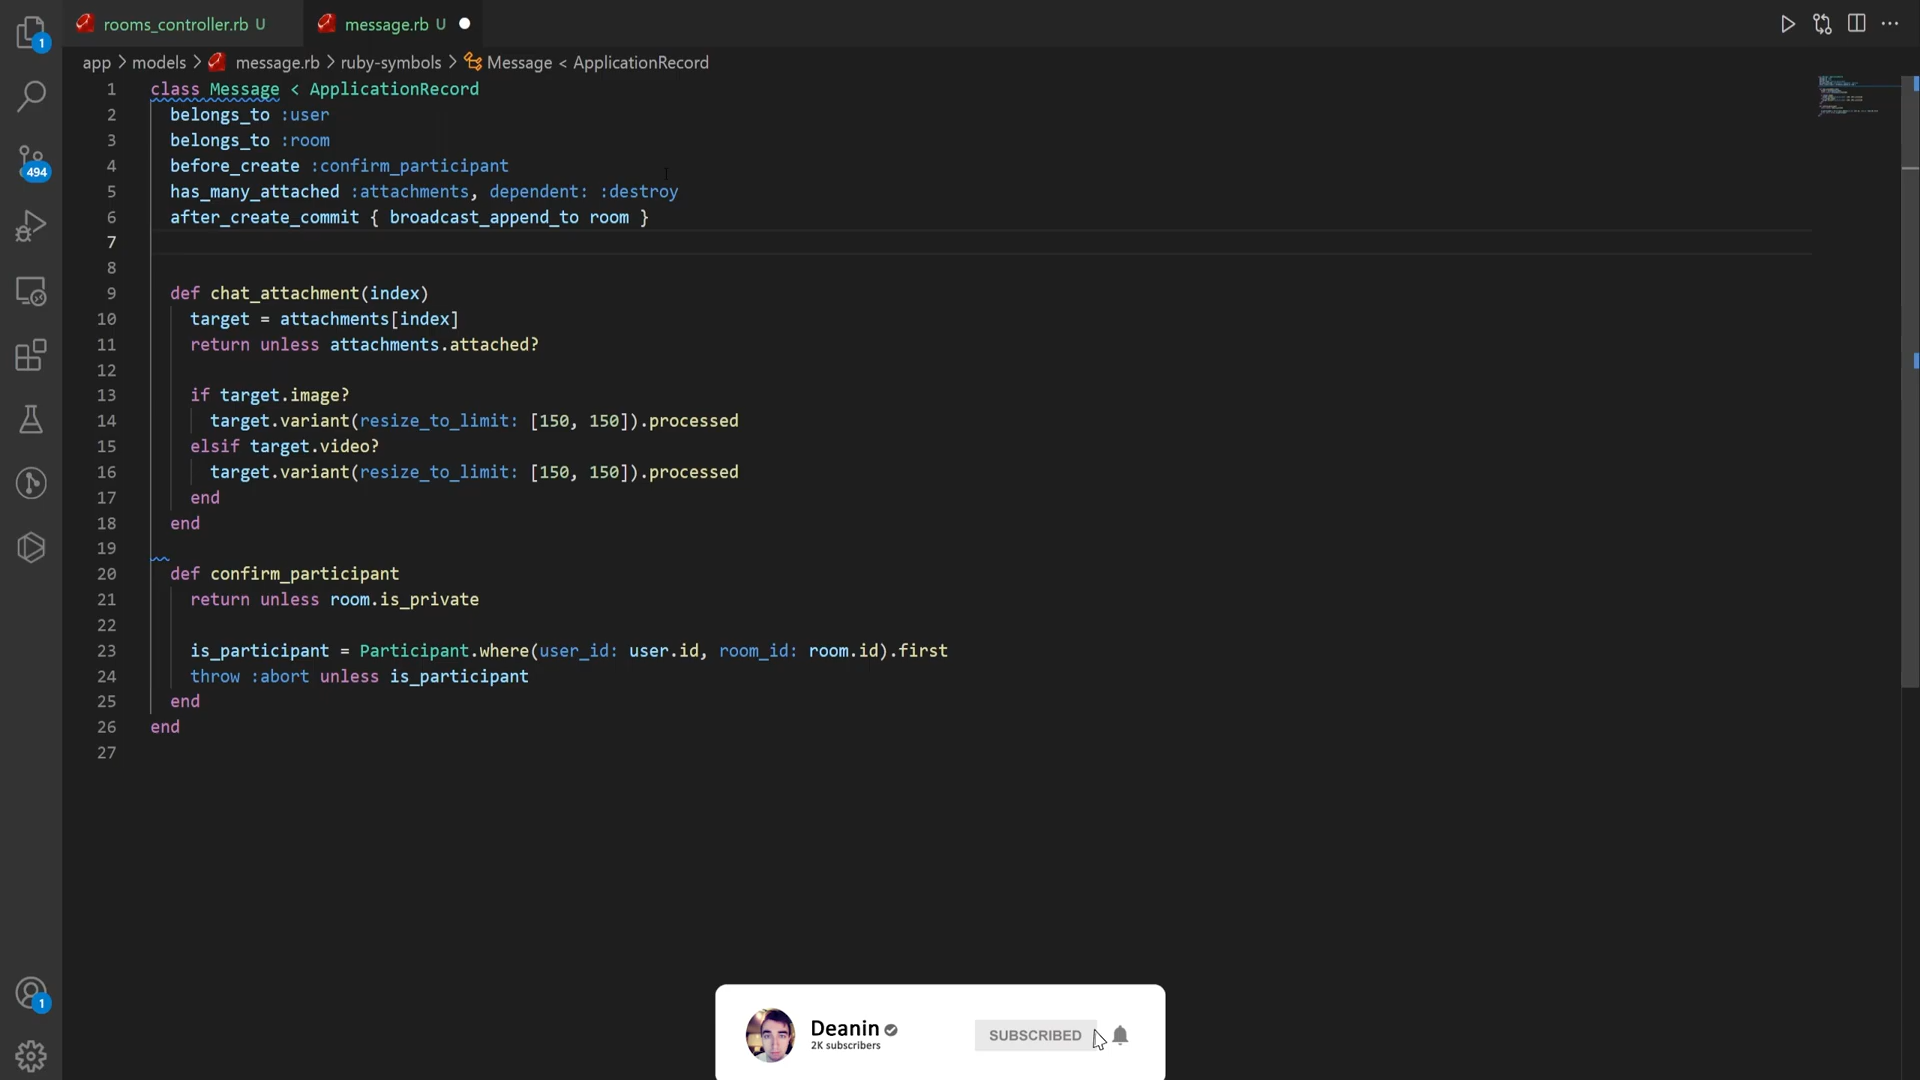 rooms_controller.rb U
message.rb U
app > models > message.rb > ruby-symbols > Message < ApplicationRecord
1 class Message < ApplicationRecord
2 belongs_to :user
3 belongs_to :room
4 before_create :confirm_participant
5 has_many_attached :attachments, dependent: :destroy
6 after_create_commit { broadcast_append_to room }
7
8
9 def chat_attachment(index)
10 target = attachments[index]
11 return unless attachments.attached?
12
13 if target.image?
14 target.variant(resize_to_limit: [150, 150]).processed
15 elsif target.video?
16 target.variant(resize_to_limit: [150, 150]).processed
17 end
18 end
19
20 def confirm_participant
21 return unless room.is_private
22
23 is_participant = Participant.where(user_id: user.id, room_id: room.id).first
24 throw :abort unless is_participant
25 end
26 end
27
1
494
1
Deanin
2K subscribers
SUBSCRIBED